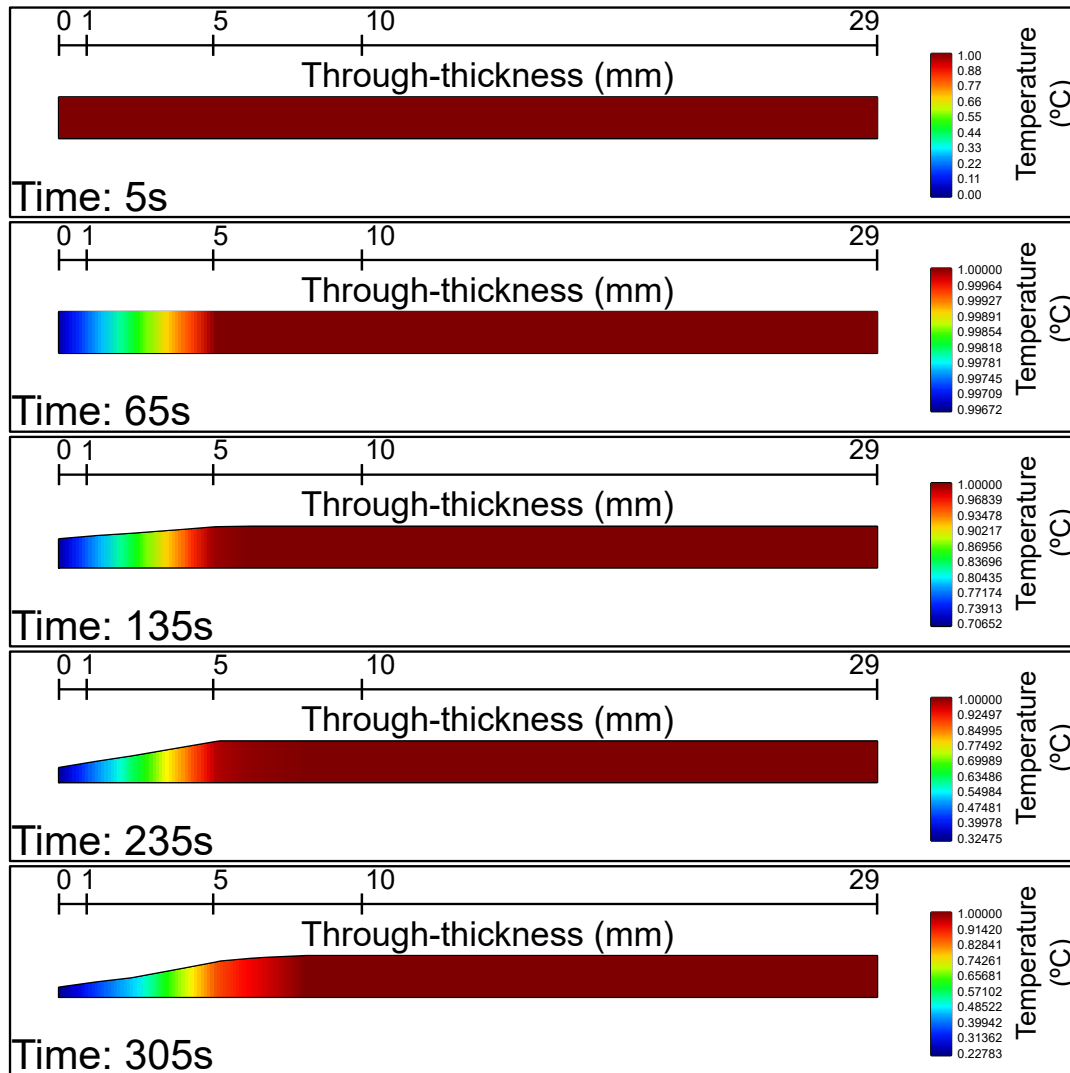 0 1 5 10 29
Through-thickness (mm)
Temperature
(ºC)
1.00
0.88
0.77
0.66
0.55
0.44
0.33
0.22
0.11
0.00
Time: 5s
0 1 5 10 29
Through-thickness (mm)
Temperature
(ºC)
1.00000
0.99964
0.99927
0.99891
0.99854
0.99818
0.99781
0.99745
0.99709
0.99672
Time: 65s
0 1 5 10 29
Through-thickness (mm)
Temperature
(ºC)
1.00000
0.96839
0.93478
0.90217
0.86956
0.83696
0.80435
0.77174
0.73913
0.70652
Time: 135s
0 1 5 10 29
Through-thickness (mm)
Temperature
(ºC)
1.00000
0.92497
0.84995
0.77492
0.69989
0.63486
0.54984
0.47481
0.39978
0.32475
Time: 235s
0 1 5 10 29
Through-thickness (mm)
Temperature
(ºC)
1.00000
0.91420
0.82841
0.74261
0.65681
0.57102
0.48522
0.39942
0.31362
0.22783
Time: 305s